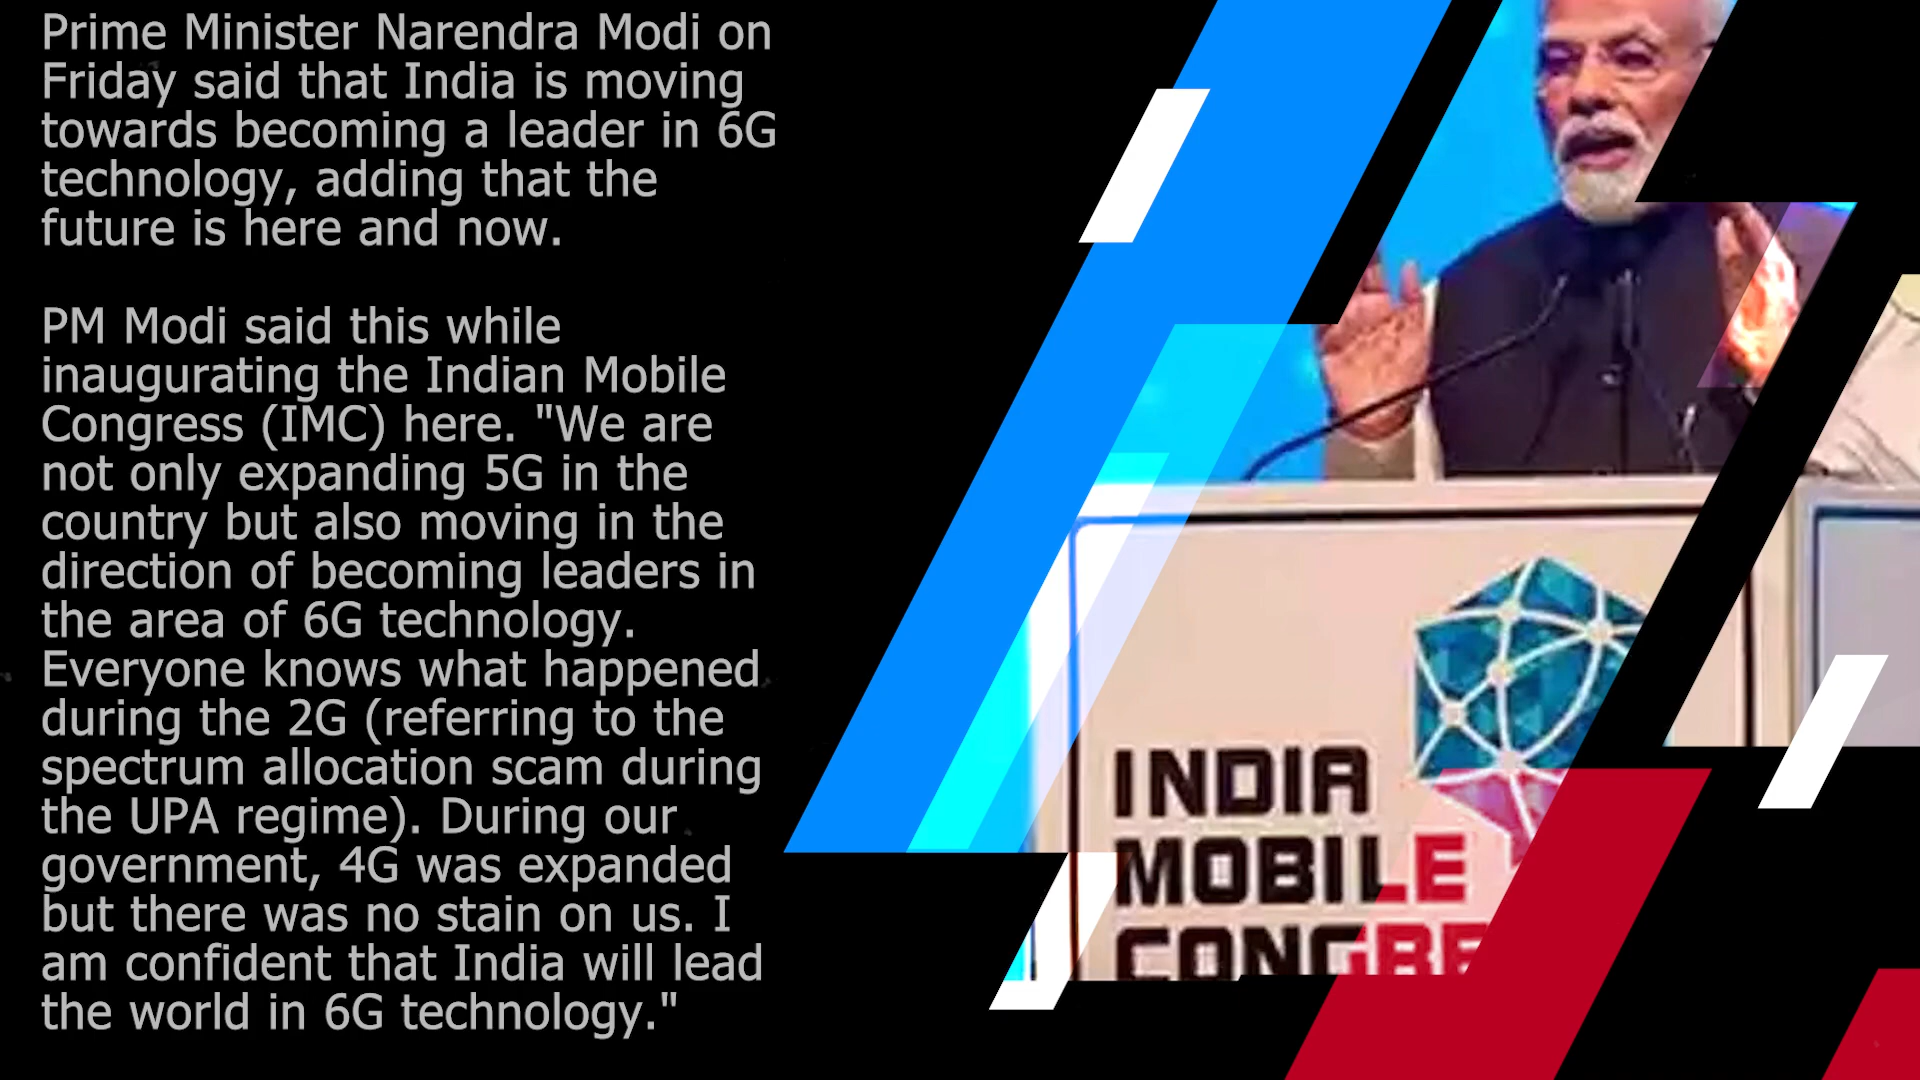 Prime Minister Narendra Modi on
Friday said that India is moving
towards becoming a leader in 6G
technology, adding that the
future is here and now.
PM Modi said this while
inaugurating the Indian Mobile
Congress (IMC) here. "We are
not only expanding 5G in the
country but also moving in the
direction of becoming leaders in
the area of 6G technology.
Everyone knows what happened
during the 2G (referring to the
spectrum allocation scam during
the UPA regime). During our
government, 4G was expanded
but there was no stain on us. I
am confident that India will lead
the world in 6G technology."
INDIA
MOBILE
CONGRE